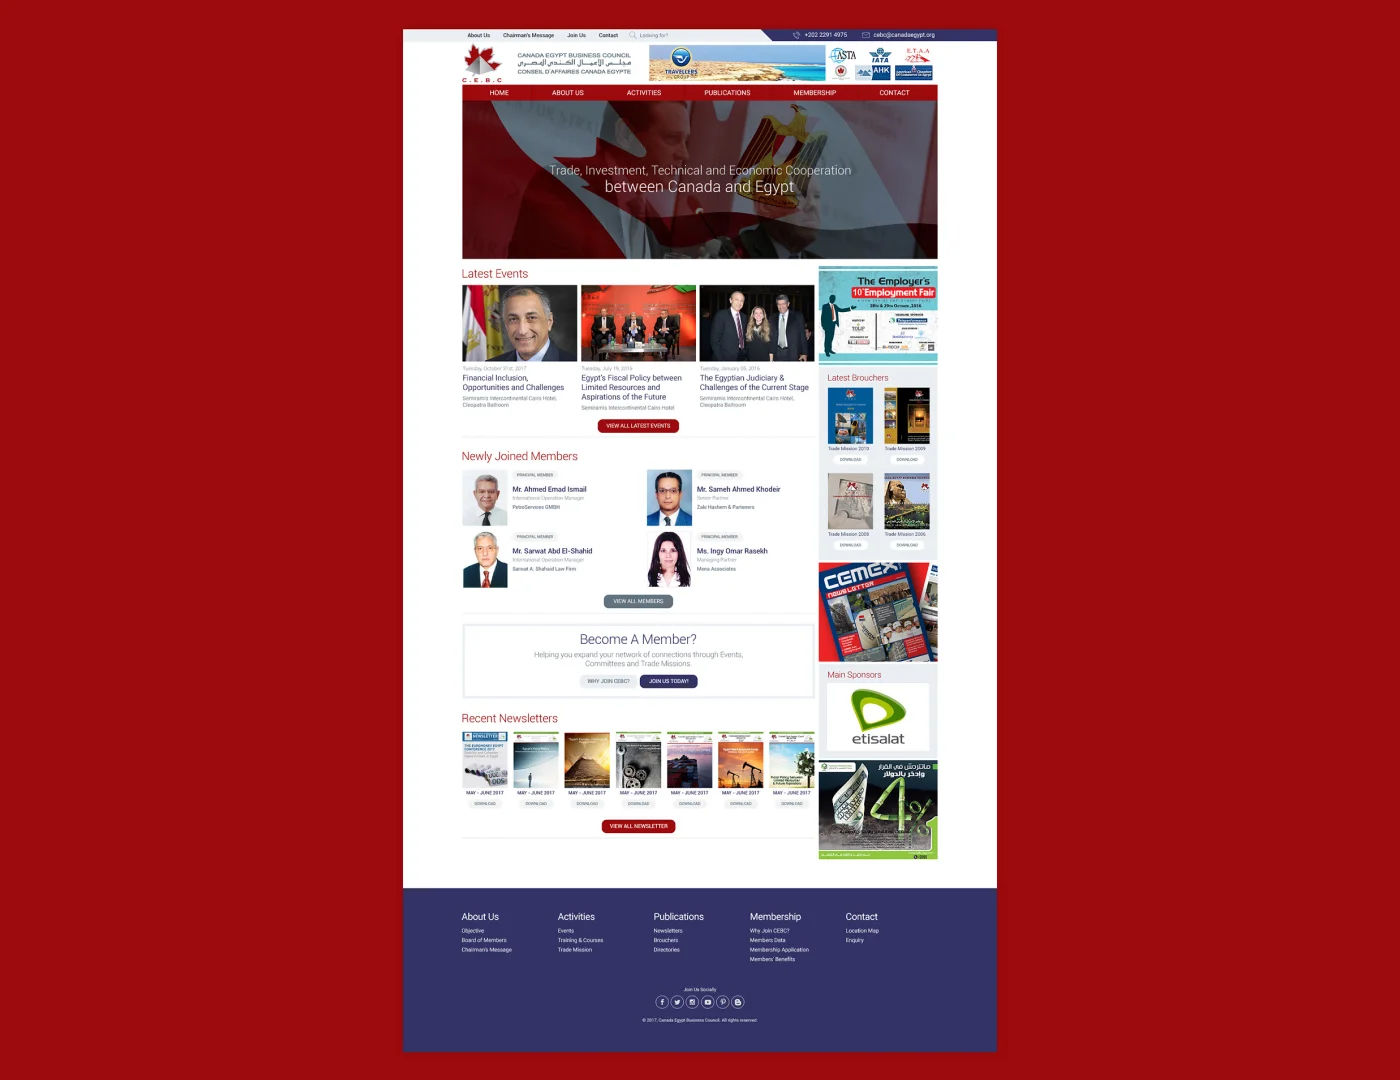 About Us
Chairman's Message
Join Us
Contact
Looking for?
+202 2291 4975
cebc@canadaegypt.org
C.E.B.C
CANADA EGYPT BUSINESS COUNCIL
مجلس الأعمال الكندي المصري
CONSEIL D'AFFAIRES CANADA EGYPTE
TRAVELLERS
GROUP
ASTA
IATA
E.T.A.A
AHK
HOME
ABOUT US
ACTIVITIES
PUBLICATIONS
MEMBERSHIP
CONTACT
Trade, Investment, Technical and Economic Cooperation
between Canada and Egypt
Latest Events
Tuesday, October 31st, 2017
Financial Inclusion,
Opportunities and Challenges
Semiramis Intercontinental Cairo Hotel,
Cleopatra Ballroom
Tuesday, July 19, 2016
Egypt's Fiscal Policy between
Limited Resources and
Aspirations of the Future
Semiramis Intercontinental Cairo Hotel
Tuesday, January 05, 2016
The Egyptian Judiciary &
Challenges of the Current Stage
Semiramis Intercontinental Cairo Hotel,
Cleopatra Ballroom
VIEW ALL LATEST EVENTS
Newly Joined Members
PRINCIPAL MEMBER
Mr. Ahmed Emad Ismail
International Operation Manager
PetroServices GMBH
PRINCIPAL MEMBER
Mr. Sameh Ahmed Khodeir
Senior Partner
Zaki Hashem & Partners
PRINCIPAL MEMBER
Mr. Sarwat Abd El-Shahid
International Operation Manager
Sarwat A. Shahaid Law Firm
PRINCIPAL MEMBER
Ms. Ingy Omar Rasekh
Managing Partner
Mena Associates
VIEW ALL MEMBERS
Become A Member?
Helping you expand your network of connections through Events,
Committees and Trade Missions.
WHY JOIN CEBC?
JOIN US TODAY!
Recent Newsletters
MAY - JUNE 2017
MAY - JUNE 2017
MAY - JUNE 2017
MAY - JUNE 2017
MAY - JUNE 2017
MAY - JUNE 2017
MAY - JUNE 2017
DOWNLOAD
DOWNLOAD
DOWNLOAD
DOWNLOAD
DOWNLOAD
DOWNLOAD
DOWNLOAD
VIEW ALL NEWSLETTER
The Employer's
10 Employment Fair
Latest Brouchers
Trade Mission 2010
Trade Mission 2009
DOWNLOAD
DOWNLOAD
Trade Mission 2008
Trade Mission 2006
DOWNLOAD
DOWNLOAD
CEMEX
NEWSLETTER
Main Sponsors
etisalat
ماتنزنش في القرار
وإدخر بالدولار
4%
About Us
Objective
Board of Members
Chairman's Message
Activities
Events
Training & Courses
Trade Mission
Publications
Newsletters
Brouchers
Directories
Membership
Why Join CEBC?
Members Data
Membership Application
Members' Benefits
Contact
Location Map
Enquiry
Join Us Socially
© 2017, Canada Egypt Business Council. All rights reserved